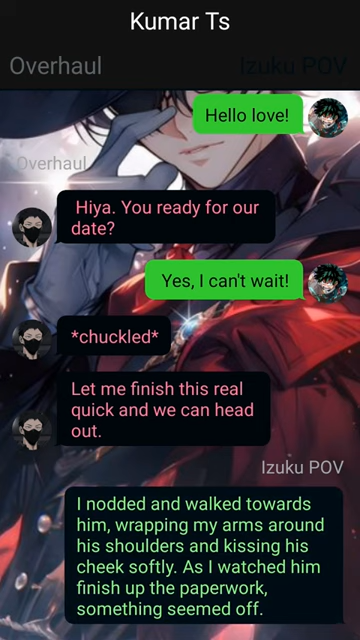 Kumar Ts
Overhaul
Izuku POV
Hello love!
Overhaul
Hiya. You ready for our
date?
Yes, I can't wait!
*chuckled*
Let me finish this real
quick and we can head
out.
Izuku POV
I nodded and walked towards
him, wrapping my arms around
his shoulders and kissing his
cheek softly. As I watched him
finish up the paperwork,
something seemed off.